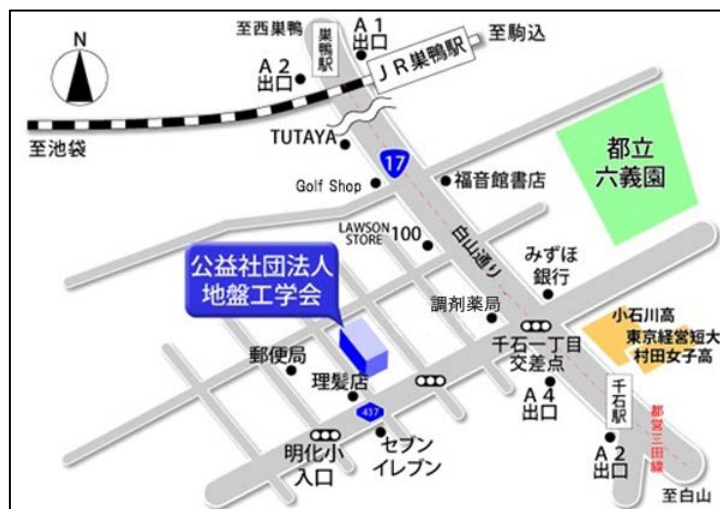 至西巣鴨
巣鴨駅
A1
出口
至駒込
N
A2
出口
JR巣鴨駅
至池袋
TUTAYA
17
都立
六義園
Golf Shop
福音館書店
LAWSON
STORE 100
白山通り
公益社団法人
地盤工学会
みずほ
銀行
調剤薬局
小石川高
東京経営短大
村田女子高
千石一丁目
交差点
郵便局
理髪店
A4
出口
千石駅
437
都営三田線
明化小
入口
セブン
イレブン
A2
出口
至白山